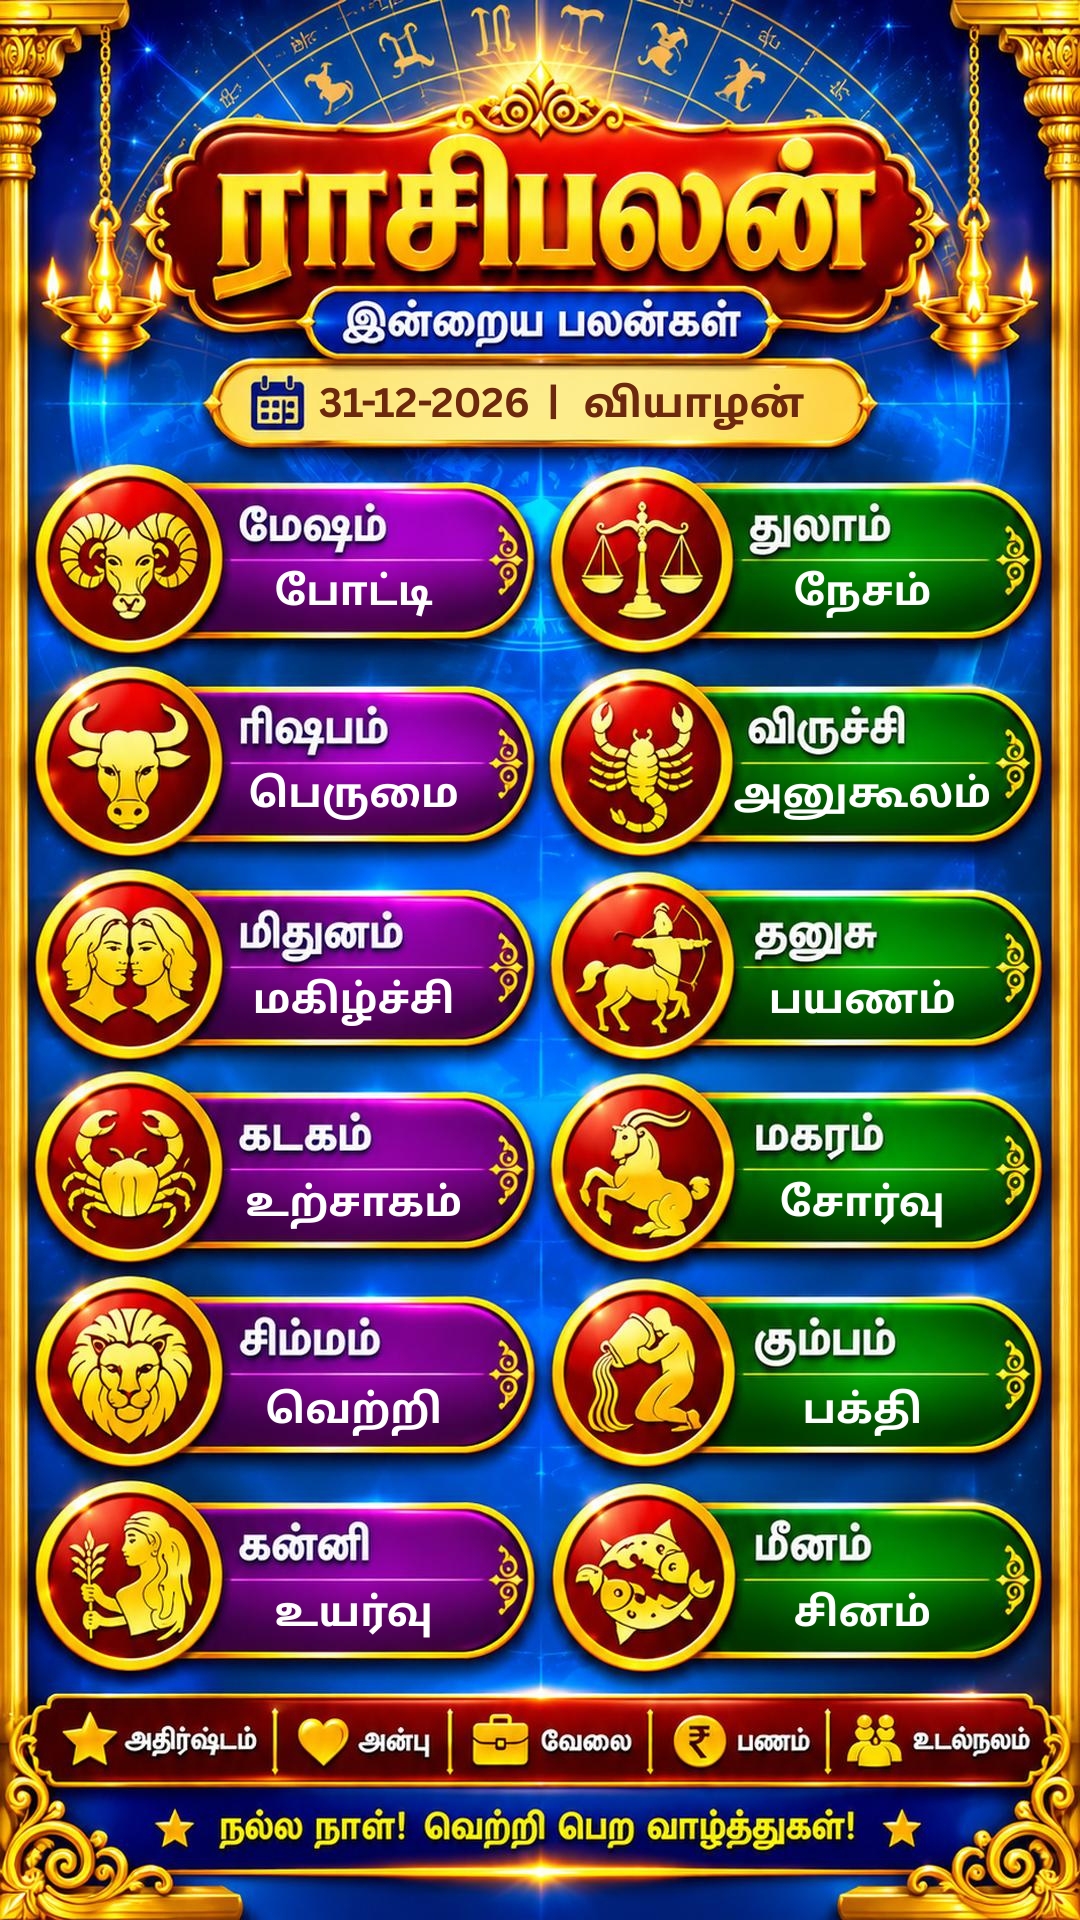 ராசிபலன்
இன்றைய பலன்கள்
31-12-2026 | வியாழன்
மேஷம்
போட்டி
துலாம்
நேசம்
ரிஷபம்
பெருமை
விருச்சி
அனுகூலம்
மிதுனம்
மகிழ்ச்சி
தனுசு
பயணம்
கடகம்
உற்சாகம்
மகரம்
சோர்வு
சிம்மம்
வெற்றி
கும்பம்
பக்தி
கன்னி
உயர்வு
மீனம்
சினம்
அதிர்ஷ்டம் அன்பு வேலை ₹ பணம் உடல்நலம்
நல்ல நாள்! வெற்றி பெற வாழ்த்துகள்!